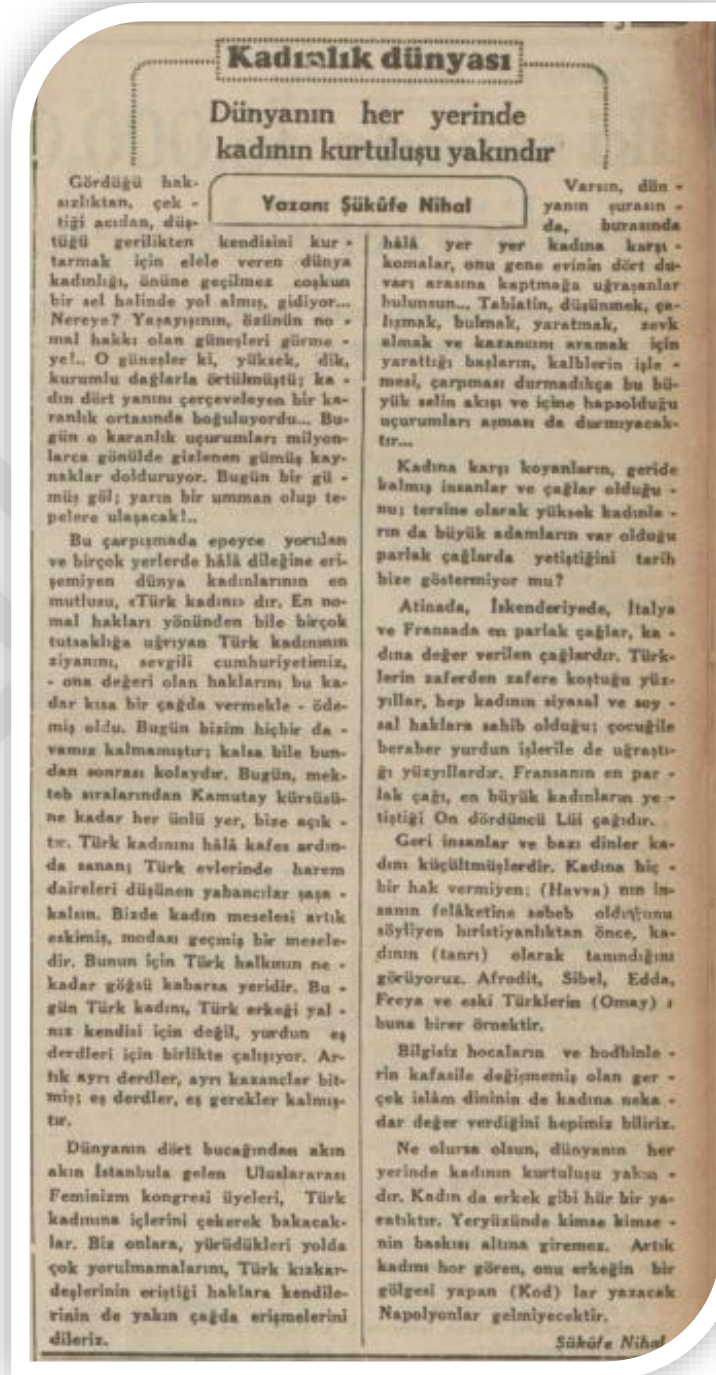 Kadınlık dünyası
Dünyanın her yerinde
kadının kurtuluşu yakındır
Yazan: Şükûfe Nihal
Gördüğü hak-
sızlıktan, çek -
tiği acıdan, düş-
tüğü gerilikten kendisini kur -
tarmak için elele veren dünya
kadınlığı, önüne geçilmez coşkun
bir sel halinde yol almış, gidiyor...
Nereye? Yaşayışının, özünün no -
mal hakkı olan güneşleri görme -
ye!.. O güneşler ki, yüksek, dik,
kurumlu dağlarla örtülmüştü; ka -
dın dört yanını çerçeveleyen bir ka-
ranlık ortasında boğuluyordu... Bu-
gün o karanlık uçurumları milyon-
larca gönülde gizlenen gümüş kay-
naklar dolduruyor. Bugün bir gü -
müş göl; yarın bir umman olup te-
pelere ulaşacak!..
Bu çarpışmada epeyce yorulan
ve birçok yerlerde hâlâ dileğine eri-
şemiyen dünya kadınlarının en
mutlusu, «Türk kadını» dır. En no-
mal hakları yönünden bile birçok
tutsaklığa uğrıyan Türk kadınının
ziyanını, sevgili cumhuriyetimiz,
- ona değeri olan haklarını bu ka-
dar kısa bir çağda vermekle - öde-
miş oldu. Bugün bizim hiçbir da -
vamız kalmamıştır; kalsa bile bun-
dan sonrası kolaydır. Bugün, mek-
teb sıralarından Kamutay kürsüsü-
ne kadar her ünlü yer, bize açık -
tır. Türk kadınını hâlâ kafes ardın-
da sanan; Türk evlerinde harem
daireleri düşünen yabancılar şaşa -
kalsın. Bizde kadın meselesi artık
eskimiş, modası geçmiş bir mesele-
dir. Bunun için Türk halkının ne -
kadar göğsü kabarsa yeridir. Bu -
gün Türk kadını, Türk erkeği yal -
nız kendisi için değil, yurdun eş
derdleri için birlikte çalışıyor. Ar-
tık ayrı derdler, ayrı kazanclar bit-
miş; eş derdler, eş gerekler kalmış-
tır.
Dünyanın dört bucağından akın
akın İstanbula gelen Uluslararası
Feminizm kongresi üyeleri, Türk
kadınına içlerini çekerek bakacak-
lar. Biz onlara, yürüdükleri yolda
çok yorulmamalarını, Türk kızkar-
deşlerinin eriştiği haklara kendile-
rinin de yakın çağda erişmelerini
dileriz.
Varsın, dün -
yanın şurasın -
da, burasında
hâlâ yer yer kadına karşı -
komalar, onu gene evinin dört du-
varı arasına kaptmağa uğraşanlar
bulunsun... Tabiatin, düşünmek, ça-
lışmak, bulmak, yaratmak, zevk
almak ve kazancını aramak için
yarattığı başların, kalblerin işle -
mesi, çarpması durmadıkça bu bü-
yük selin akışı ve içine hapsolduğu
uçurumları aşması da durmıyacak-
tır...
Kadına karşı koyanların, geride
kalmış insanlar ve çağlar olduğu -
nu; tersine olarak yüksek kadınla -
rın da büyük adamların var olduğu
parlak çağlarda yetiştiğini tarih
bize göstermiyor mu?
Atinada, İskenderiyede, İtalya
ve Fransada en parlak çağlar, ka -
dına değer verilen çağlardır. Türk-
lerin zaferden zafere koştuğu yüz-
yıllar, hep kadının siyasal ve soy -
sal haklara sahib olduğu; çocuğile
beraber yurdun işlerile de uğraştı-
ğı yüzyıllardır. Fransanın en par -
lak çağı, en büyük kadınların ye -
tiştiği On dördüncü Lüi çağıdır.
Geri insanlar ve bazı dinler ka-
dını küçültmüşlerdir. Kadına hiç -
bir hak vermiyen; (Havva) nın in-
sanın felâketine sebeb olduğunu
söyliyen hıristiyanlıktan önce, ka-
dının (tanrı) olarak tanındığını
görüyoruz. Afrodit, Sibel, Edda,
Freya ve eski Türklerin (Omay) ı
buna birer örnektir.
Bilgisiz hocaların ve hodbinle -
rin kafasile değişmemiş olan ger -
çek islâm dininin de kadına neka -
dar değer verdiğini hepimiz biliriz.
Ne olursa olsun, dünyanın her
yerinde kadının kurtuluşu yakın -
dır. Kadın da erkek gibi hür bir ya-
ratıktır. Yeryüzünde kimse kimse -
nin baskısı altına giremez. Artık
kadını hor gören, onu erkeğin bir
gölgesi yapan (Kod) lar yazacak
Napolyonlar gelmiyecektir.
Şükûfe Nihal